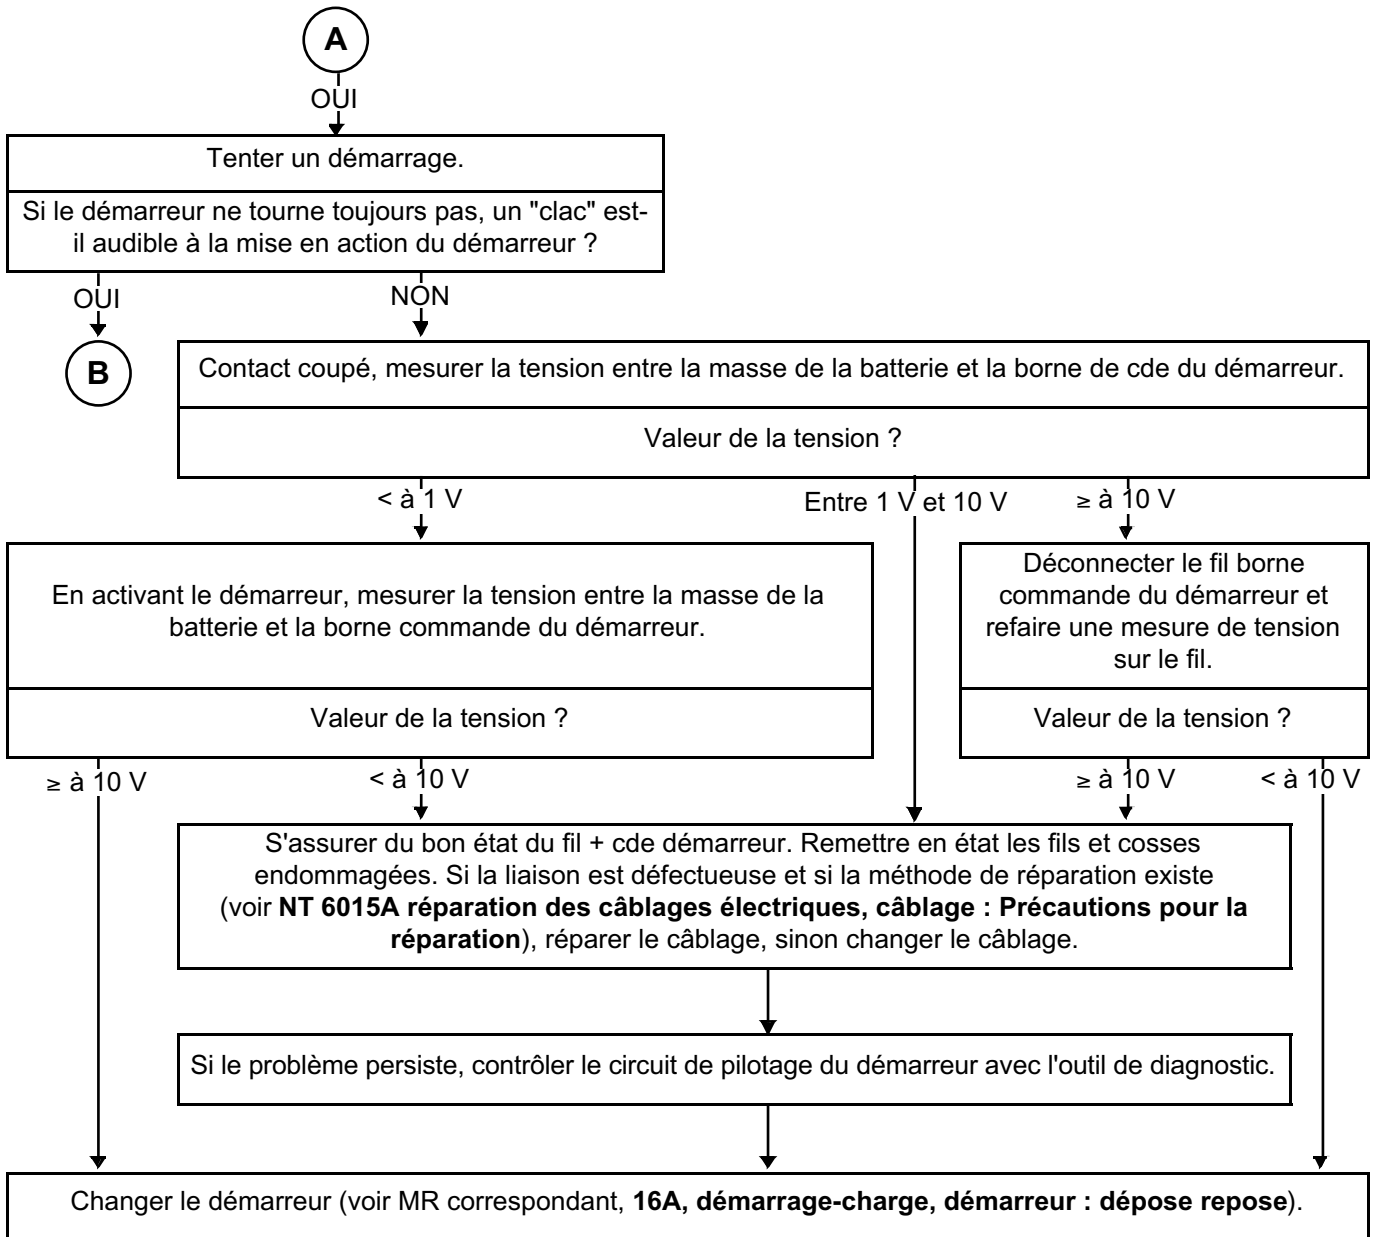 A
OUI
Tenter un démarrage.
Si le démarreur ne tourne toujours pas, un "clac" est-
il audible à la mise en action du démarreur ?
OUI
NON
B
Contact coupé, mesurer la tension entre la masse de la batterie et la borne de cde du démarreur.
Valeur de la tension ?
< à 1 V
Entre 1 V et 10 V
≥ à 10 V
En activant le démarreur, mesurer la tension entre la masse de la
batterie et la borne commande du démarreur.
Valeur de la tension ?
Déconnecter le fil borne
commande du démarreur et
refaire une mesure de tension
sur le fil.
Valeur de la tension ?
≥ à 10 V
< à 10 V
≥ à 10 V
< à 10 V
S'assurer du bon état du fil + cde démarreur. Remettre en état les fils et cosses
endommagées. Si la liaison est défectueuse et si la méthode de réparation existe
(voir NT 6015A réparation des câblages électriques, câblage : Précautions pour la
réparation), réparer le câblage, sinon changer le câblage.
Si le problème persiste, contrôler le circuit de pilotage du démarreur avec l'outil de diagnostic.
Changer le démarreur (voir MR correspondant, 16A, démarrage-charge, démarreur : dépose repose).